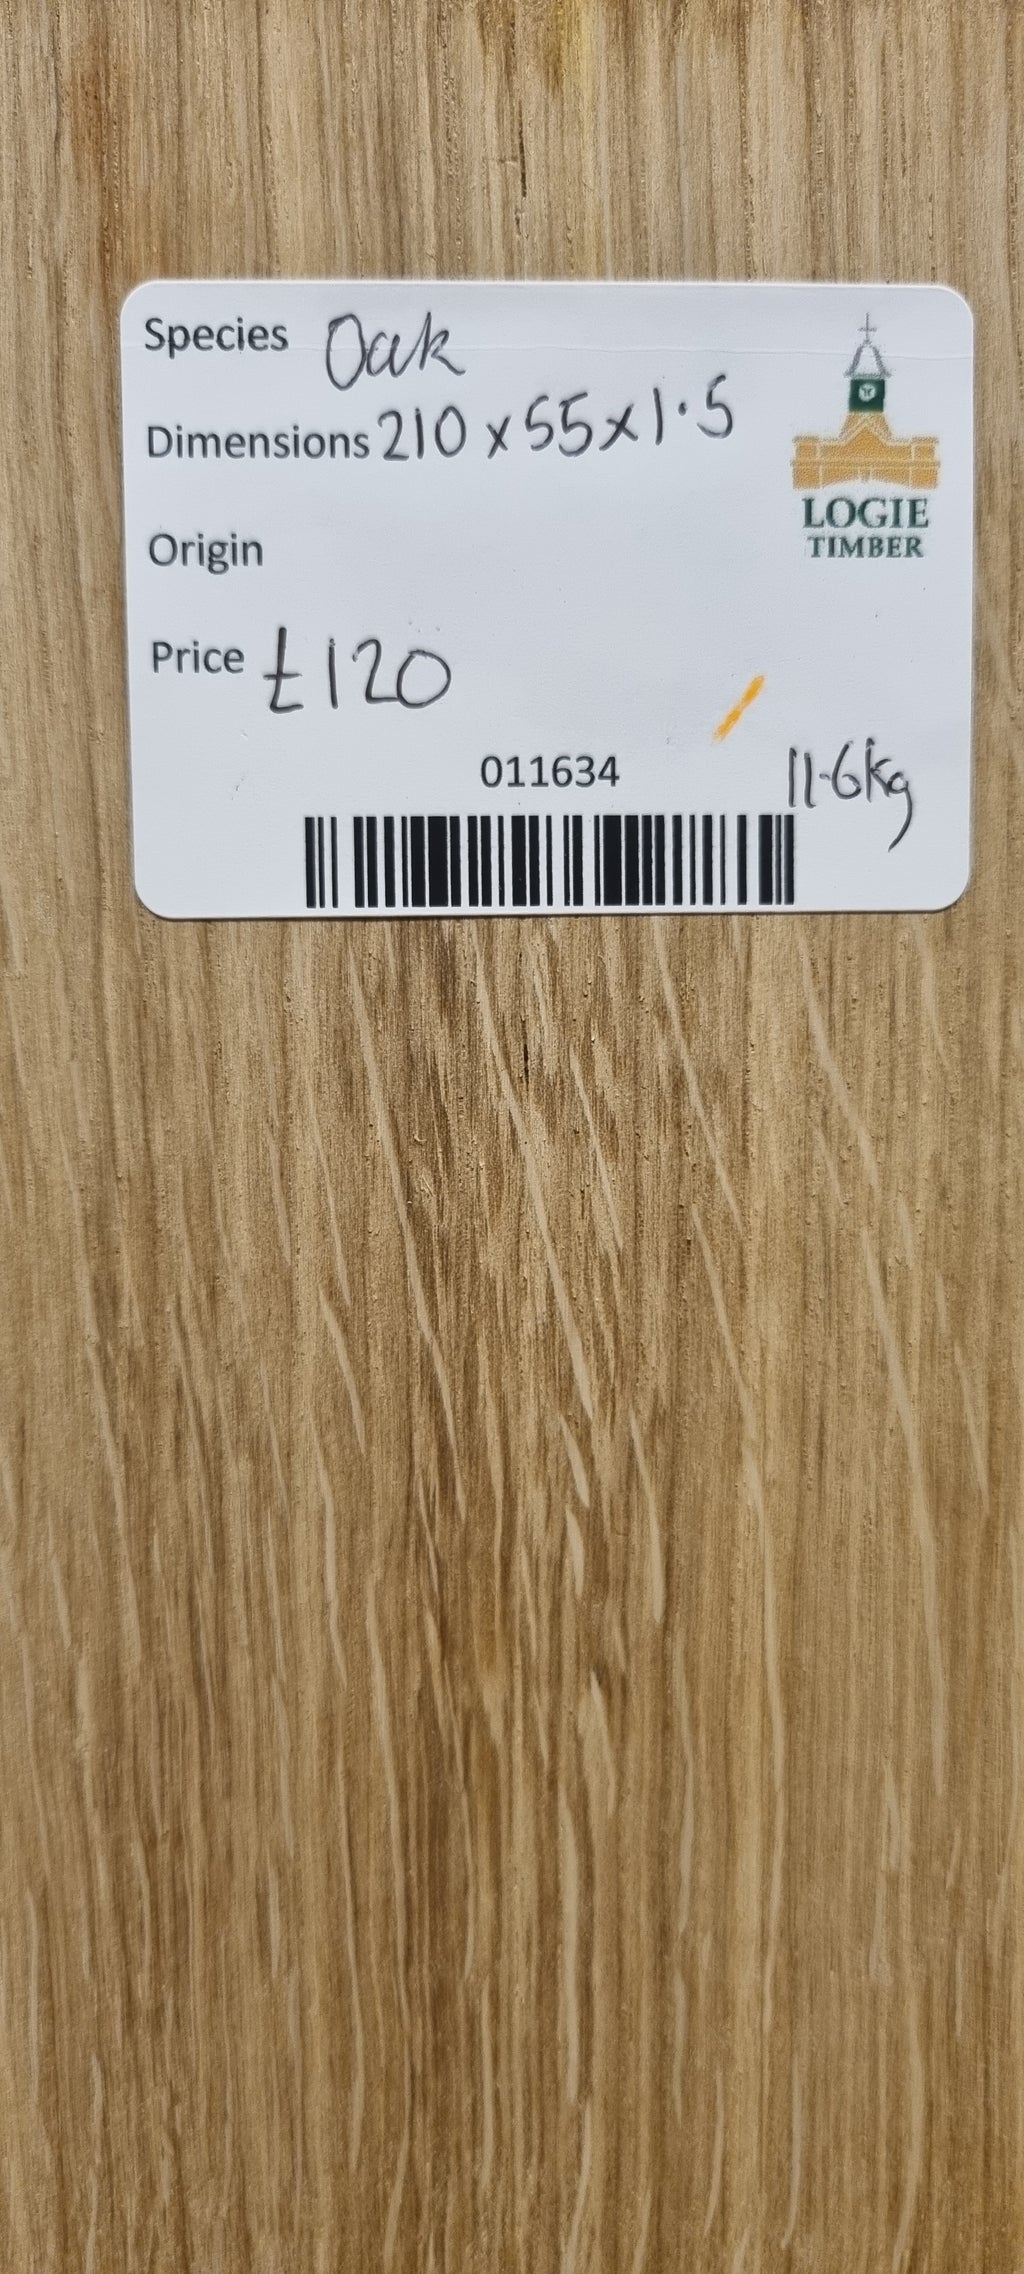 Species Oak
Dimensions 210 x 55 x 1.5
LOGIE
TIMBER
Origin
Price £120
011634
11.6kg